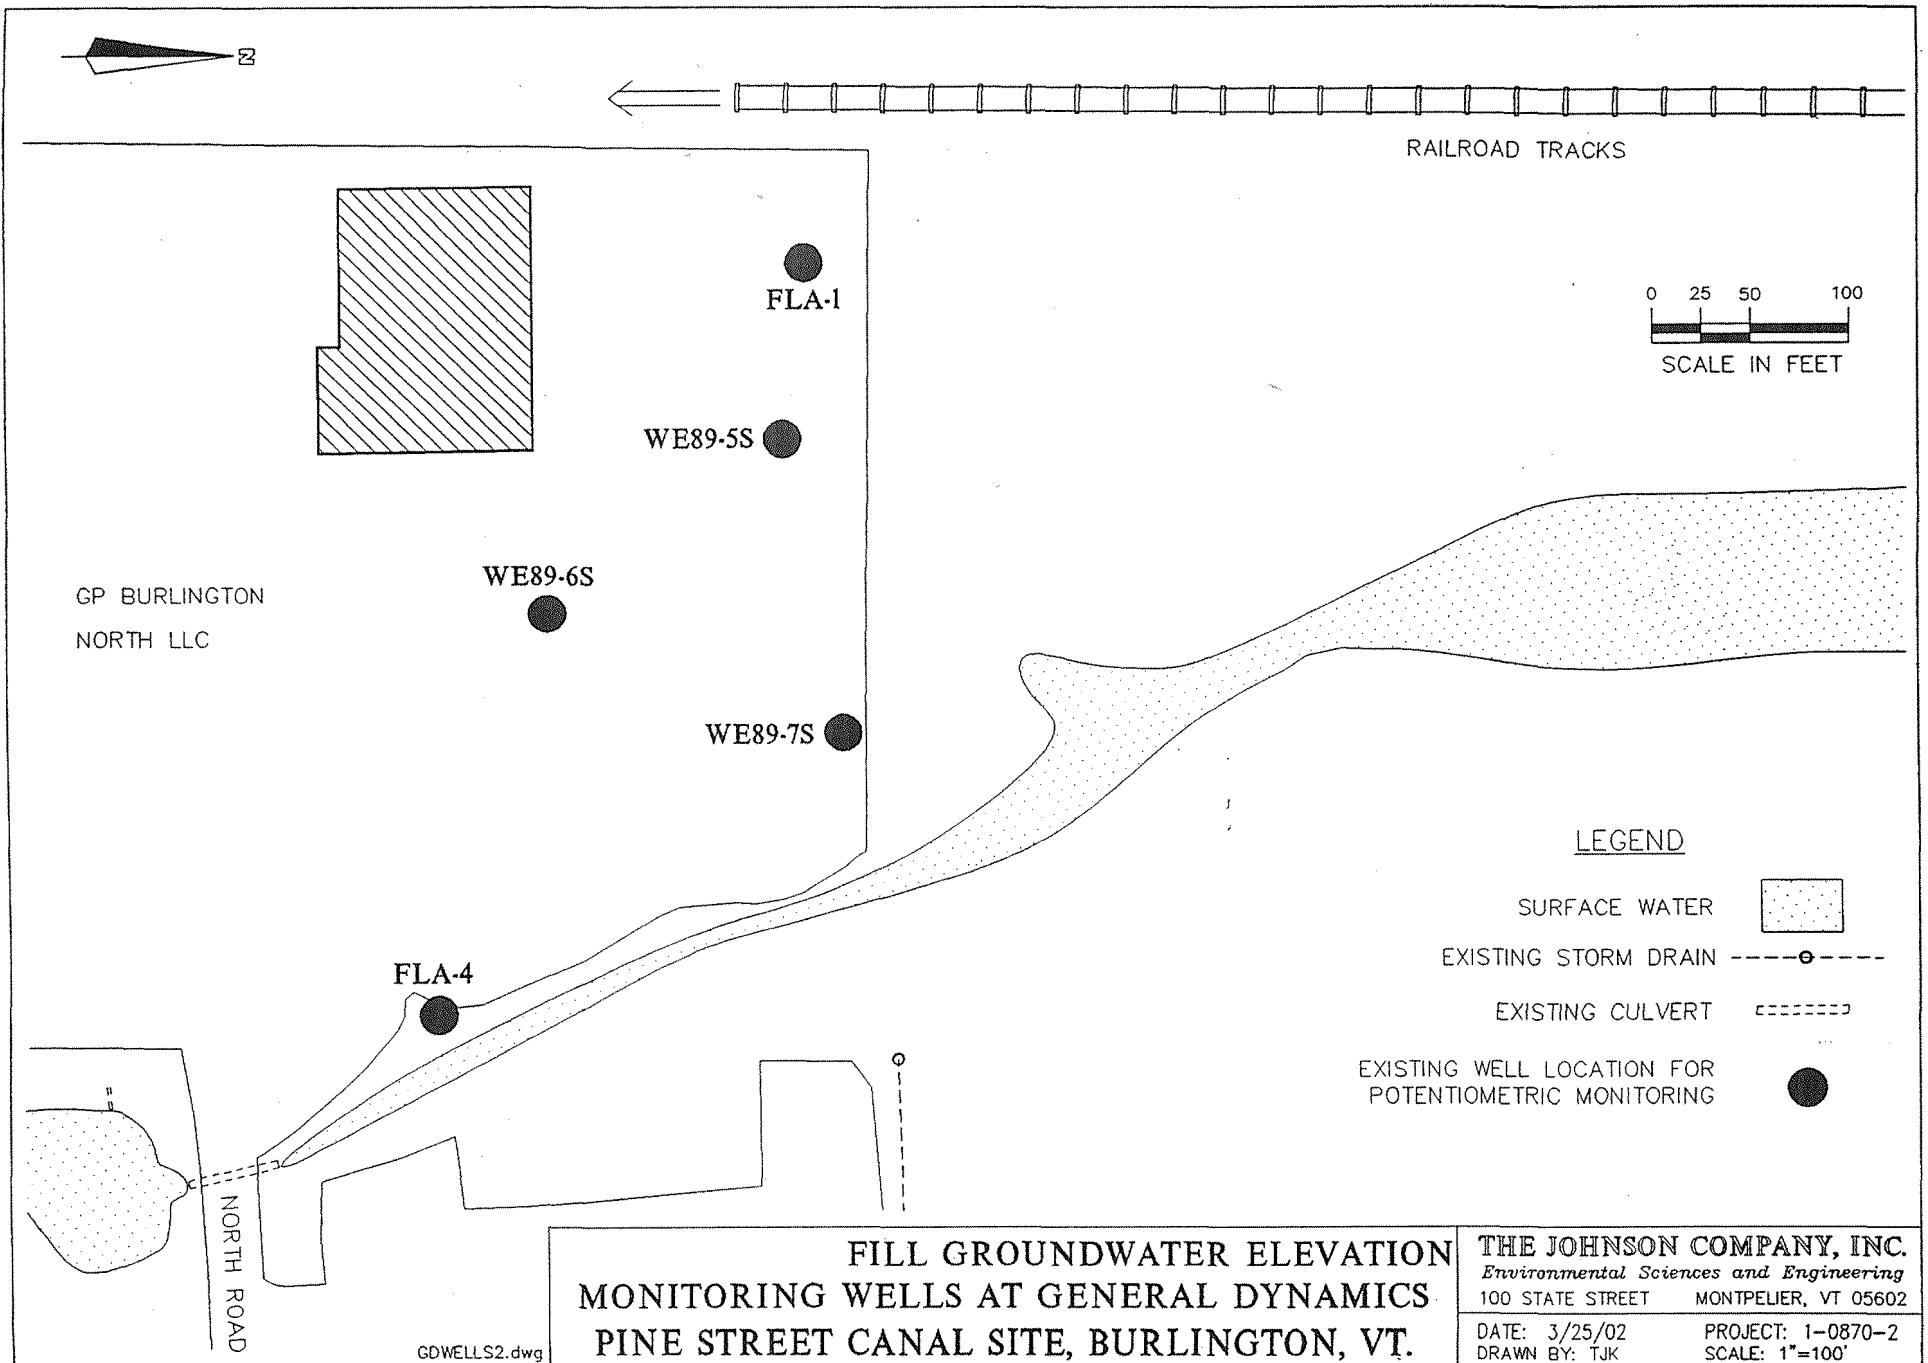 N
RAILROAD TRACKS
FLA-1
0 25 50 100
SCALE IN FEET
WE89-5S
WE89-6S
GP BURLINGTON
NORTH LLC
WE89-7S
FLA-4
NORTH ROAD
LEGEND
SURFACE WATER
EXISTING STORM DRAIN
EXISTING CULVERT
EXISTING WELL LOCATION FOR
POTENTIOMETRIC MONITORING
GDWELLS2.dwg
FILL GROUNDWATER ELEVATION
MONITORING WELLS AT GENERAL DYNAMICS
PINE STREET CANAL SITE, BURLINGTON, VT.
THE JOHNSON COMPANY, INC.
Environmental Sciences and Engineering
100 STATE STREET MONTPELIER, VT 05602
DATE: 3/25/02 PROJECT: 1-0870-2
DRAWN BY: TJK SCALE: 1"=100'